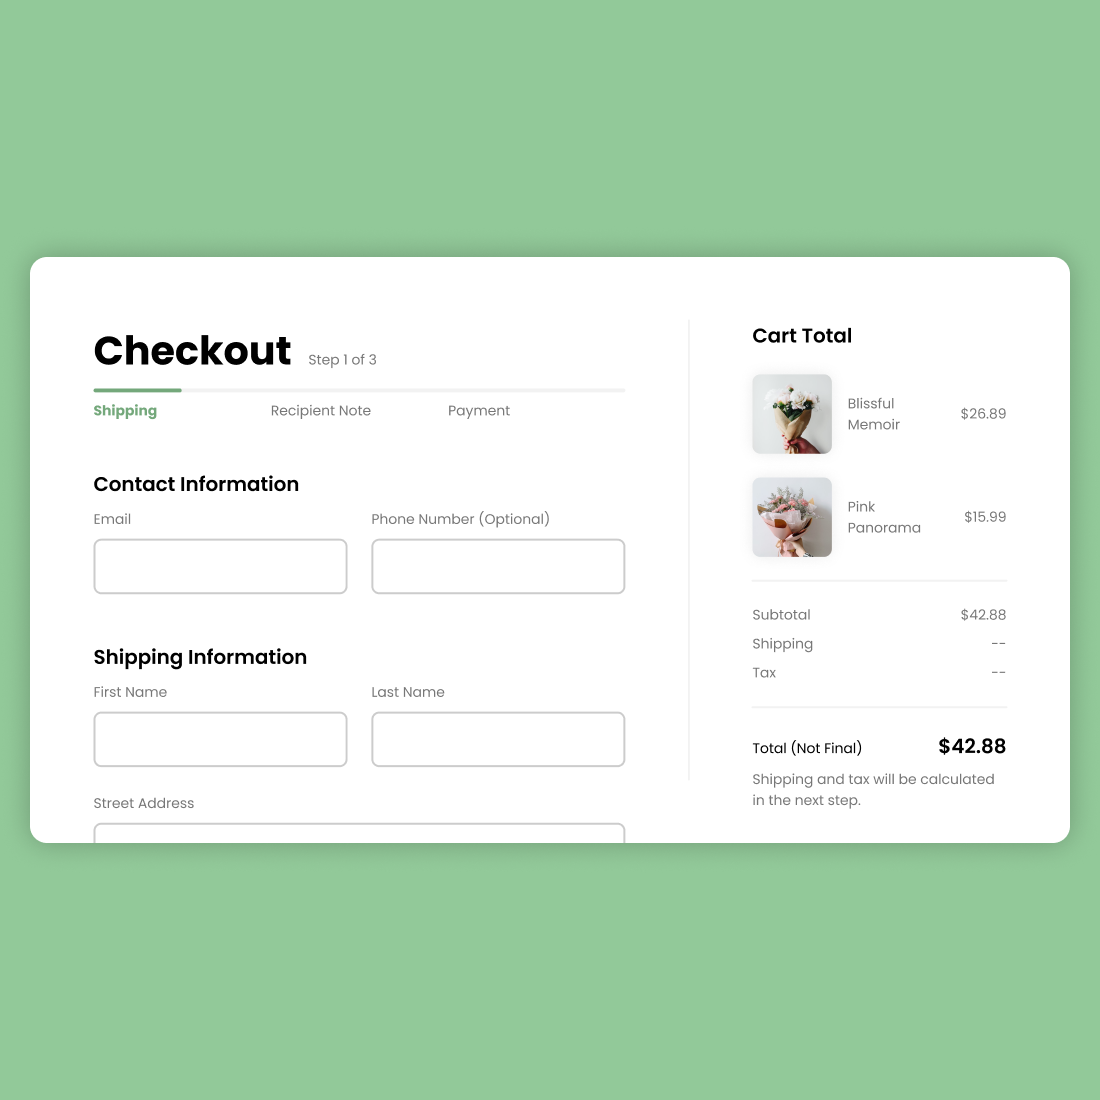 Checkout Step 1 of 3
Shipping Recipient Note Payment
Contact Information
Email Phone Number (Optional)
Shipping Information
First Name Last Name
Street Address
Cart Total
Blissful
Memoir
$26.89
Pink
Panorama
$15.99
Subtotal $42.88
Shipping --
Tax --
Total (Not Final) $42.88
Shipping and tax will be calculated
in the next step.